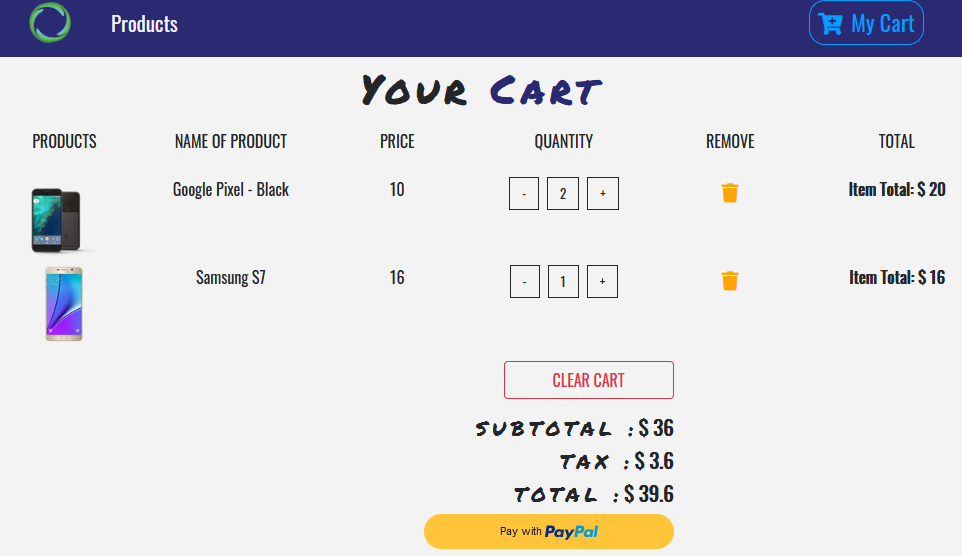 Products My Cart
Your Cart
PRODUCTS NAME OF PRODUCT PRICE QUANTITY REMOVE TOTAL
Google Pixel - Black 10 - 2 + Item Total: $ 20
Samsung S7 16 - 1 + Item Total: $ 16
CLEAR CART
SUBTOTAL : $ 36
TAX : $ 3.6
TOTAL : $ 39.6
Pay with PayPal